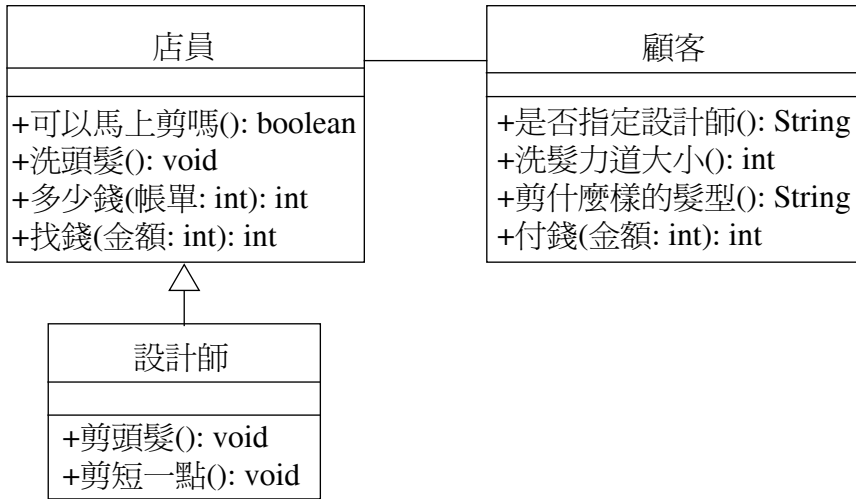 店員
+可以馬上剪嗎(): boolean
+洗頭髮(): void
+多少錢(帳單: int): int
+找錢(金額: int): int
顧客
+是否指定設計師(): String
+洗髮力道大小(): int
+剪什麼樣的髮型(): String
+付錢(金額: int): int
設計師
+剪頭髮(): void
+剪短一點(): void